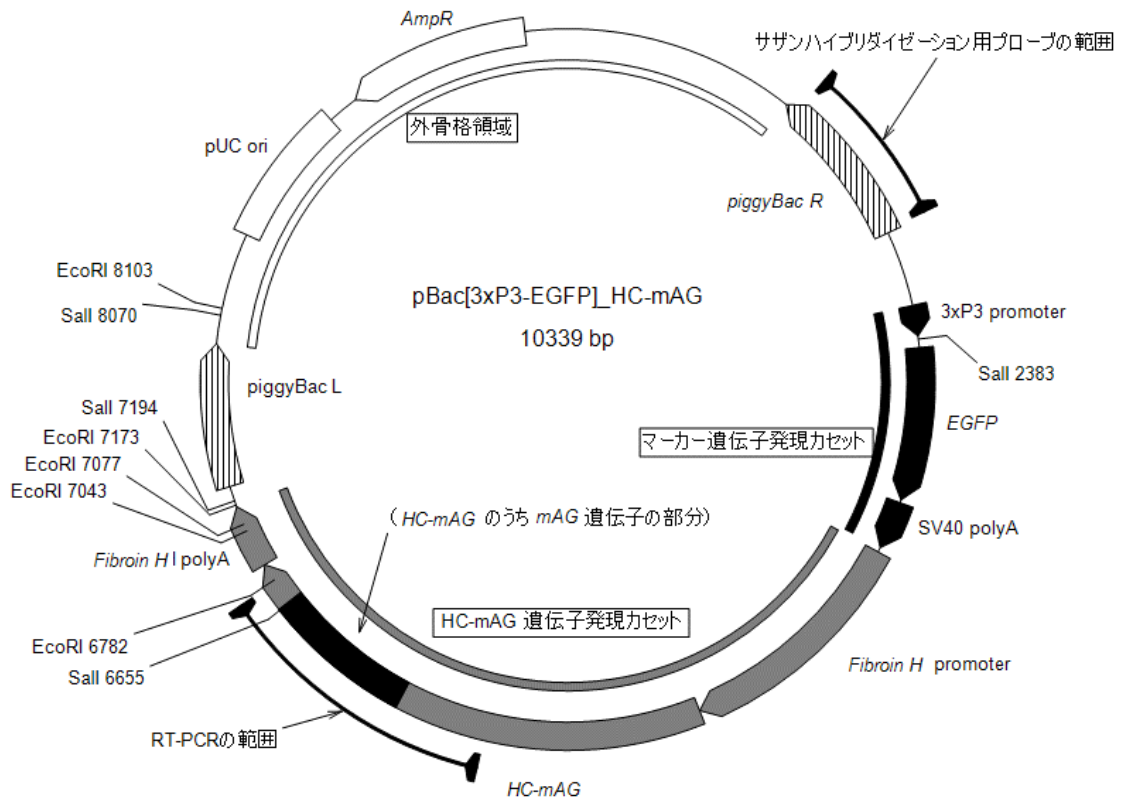 AmpR
サザンハイブリダイゼーション用プローブの範囲
外骨格領域
pUC ori
piggyBac R
EcoRI 8103
SalI 8070
pBac[3xP3-EGFP]_HC-mAG
10339 bp
3xP3 promoter
SalI 2383
piggyBac L
SalI 7194
EcoRI 7173
EcoRI 7077
EcoRI 7043
EGFP
マーカー遺伝子発現カセット
(HC-mAG のうち mAG 遺伝子の部分)
SV40 polyA
Fibroin H l polyA
HC-mAG 遺伝子発現カセット
EcoRI 6782
SalI 6655
Fibroin H promoter
RT-PCRの範囲
HC-mAG